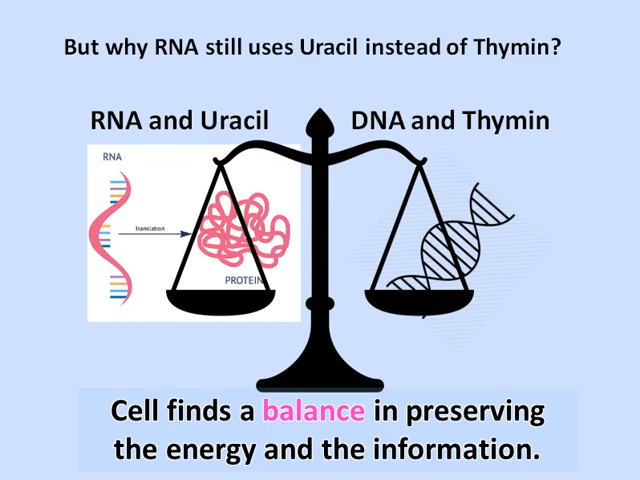 But why RNA still uses Uracil instead of Thymin?
RNA and Uracil
DNA and Thymin
RNA
Translation
PROTEIN
Cell finds a balance in preserving
the energy and the information.